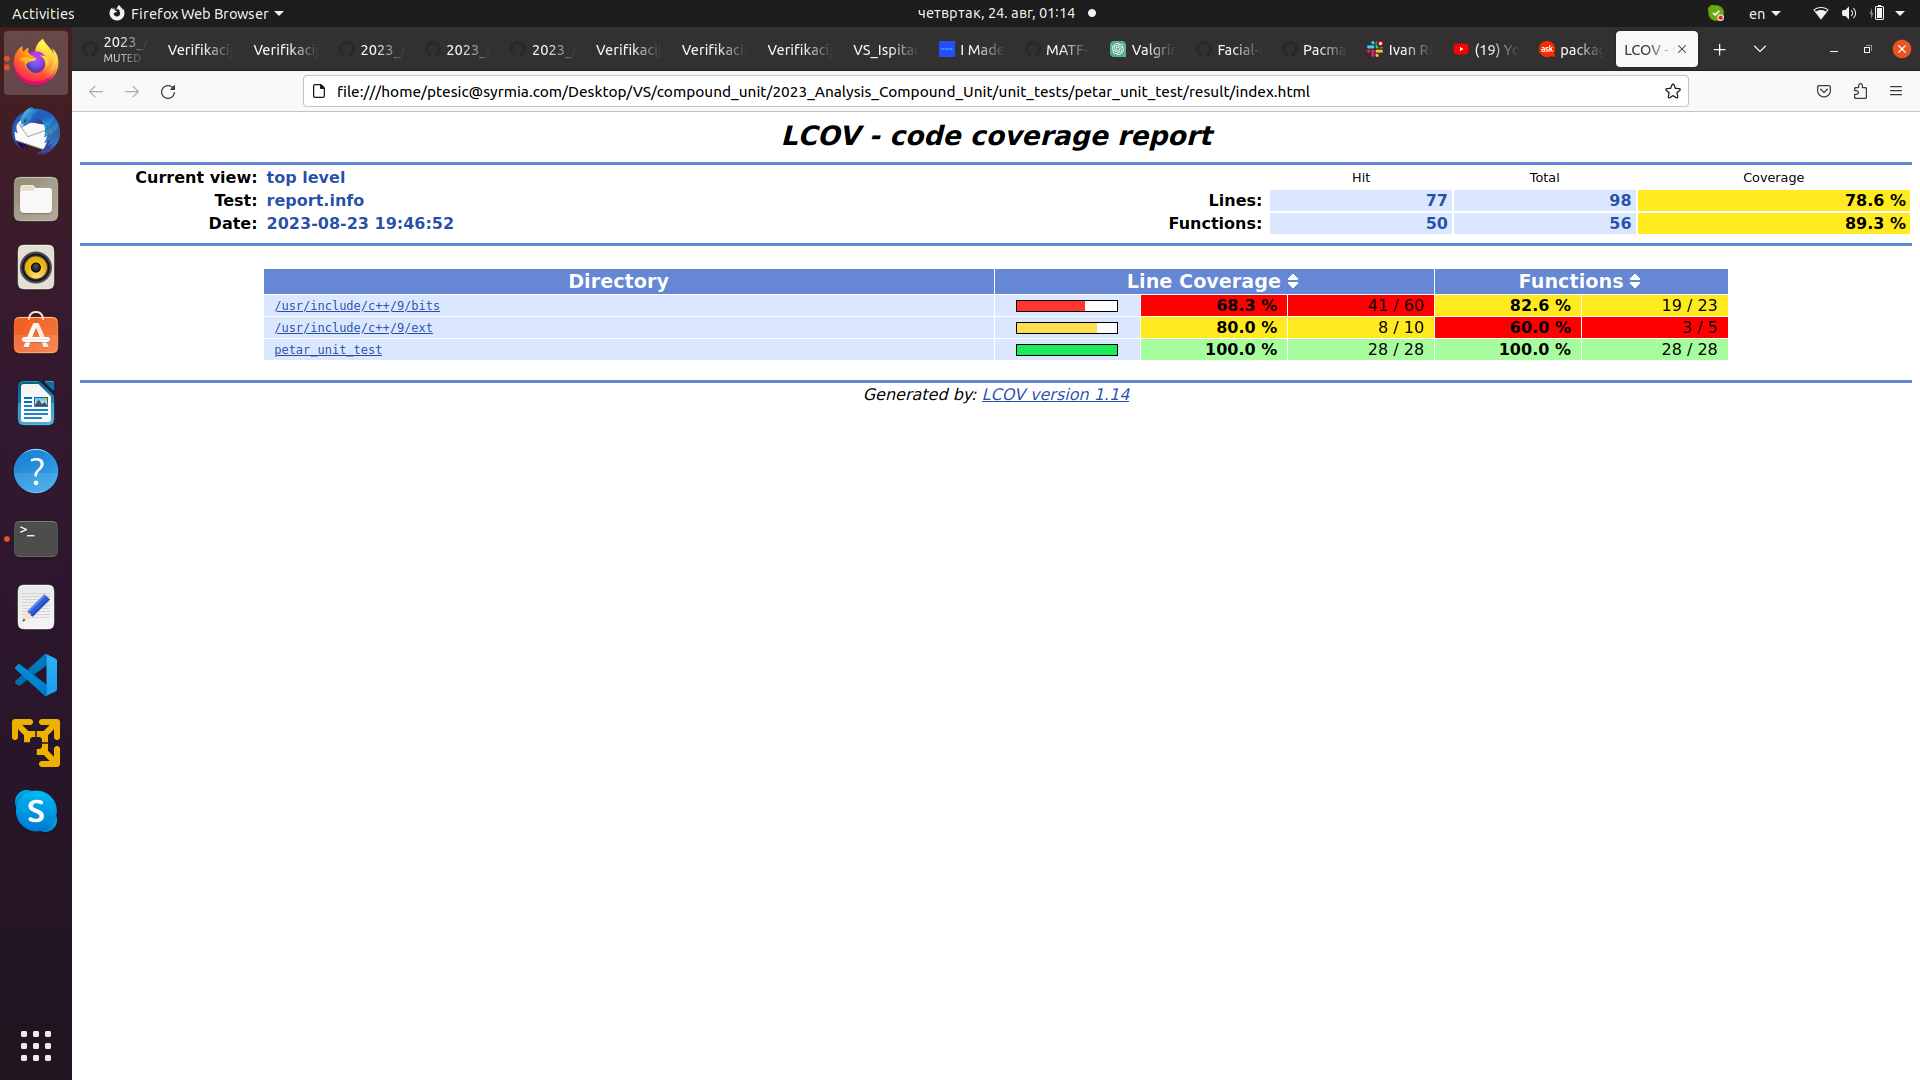 Activities Firefox Web Browser четвртак, 24. авг, 01:14 en
2023_ MUTED Verifikacij Verifikacij 2023_ 2023_ 2023_ Verifikacij Verifikacij Verifikacij VS_Ispitan I Made MATF- Valgrin Facial- Pacma Ivan Ri (19) Yo packag LCOV -
file:///home/ptesic@syrmia.com/Desktop/VS/compound_unit/2023_Analysis_Compound_Unit/unit_tests/petar_unit_test/result/index.html
LCOV - code coverage report
Current view: top level Hit Total Coverage
Test: report.info Lines: 77 98 78.6 %
Date: 2023-08-23 19:46:52 Functions: 50 56 89.3 %
Directory Line Coverage Functions
/usr/include/c++/9/bits 68.3 % 41 / 60 82.6 % 19 / 23
/usr/include/c++/9/ext 80.0 % 8 / 10 60.0 % 3 / 5
petar_unit_test 100.0 % 28 / 28 100.0 % 28 / 28
Generated by: LCOV version 1.14